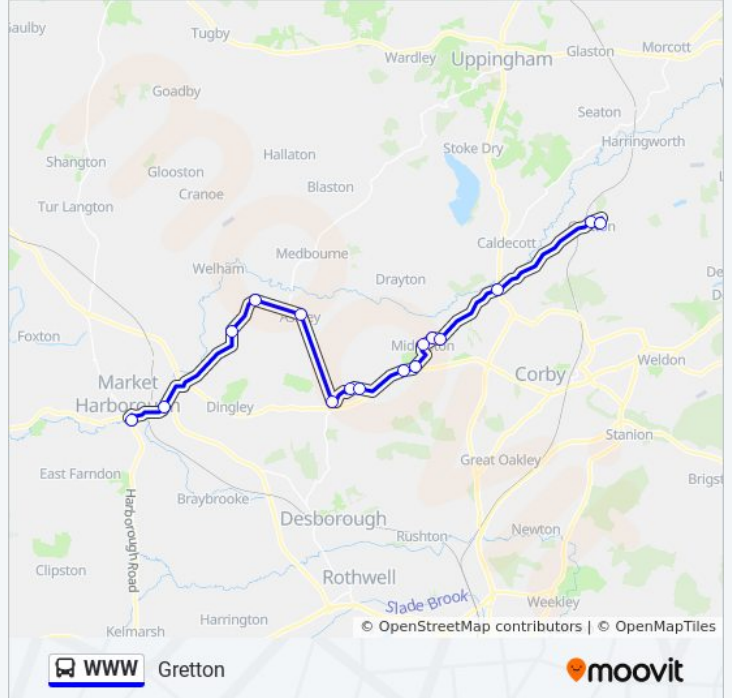 Tugby
Wardley
Uppingham
Glaston
Morcott
Goadby
Seaton
Stoke Dry
Harringworth
Hallaton
Shangton
Glooston
Cranoe
Blaston
Tur Langton
Caldecott
Medbourne
Welham
Drayton
Foxton
Market
Harborough
Dingley
Corby
Weldon
Stanion
East Farndon
Great Oakley
Brigst
Braybrooke
Harborough Road
Desborough
Rushton
Newton
Clipston
Rothwell
Slade Brook
Weekley
Harrington
Kelmarsh
© OpenStreetMap contributors | © OpenMapTiles
WWW Gretton
moovit